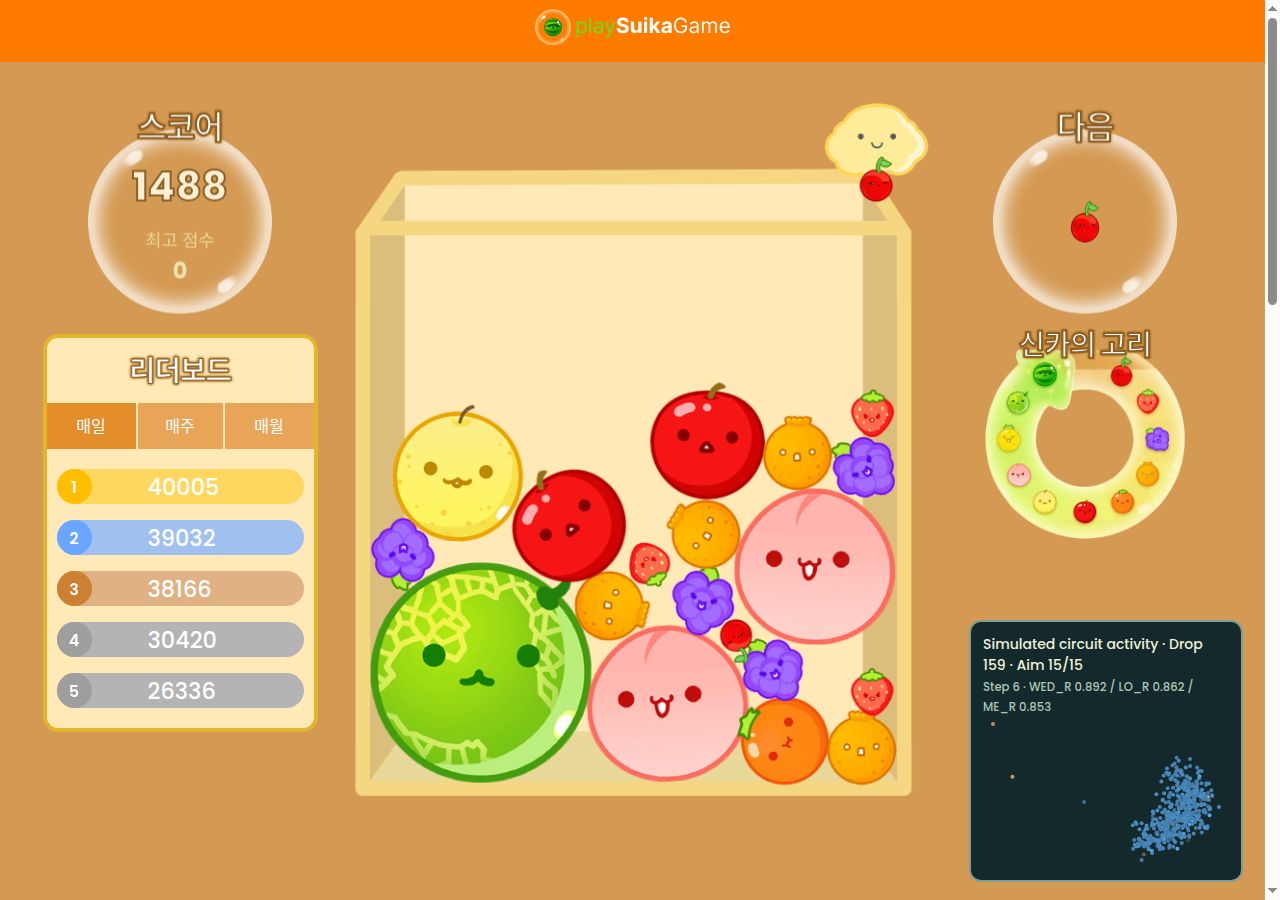 playSuikaGame
스코어
1488
최고 점수
0
다음
신카의 고리
리더보드
매일 매주 매월
1 40005
2 39032
3 38166
4 30420
5 26336
Simulated circuit activity · Drop
159 · Aim 15/15
Step 6 · WED_R 0.892 / LO_R 0.862 /
ME_R 0.853